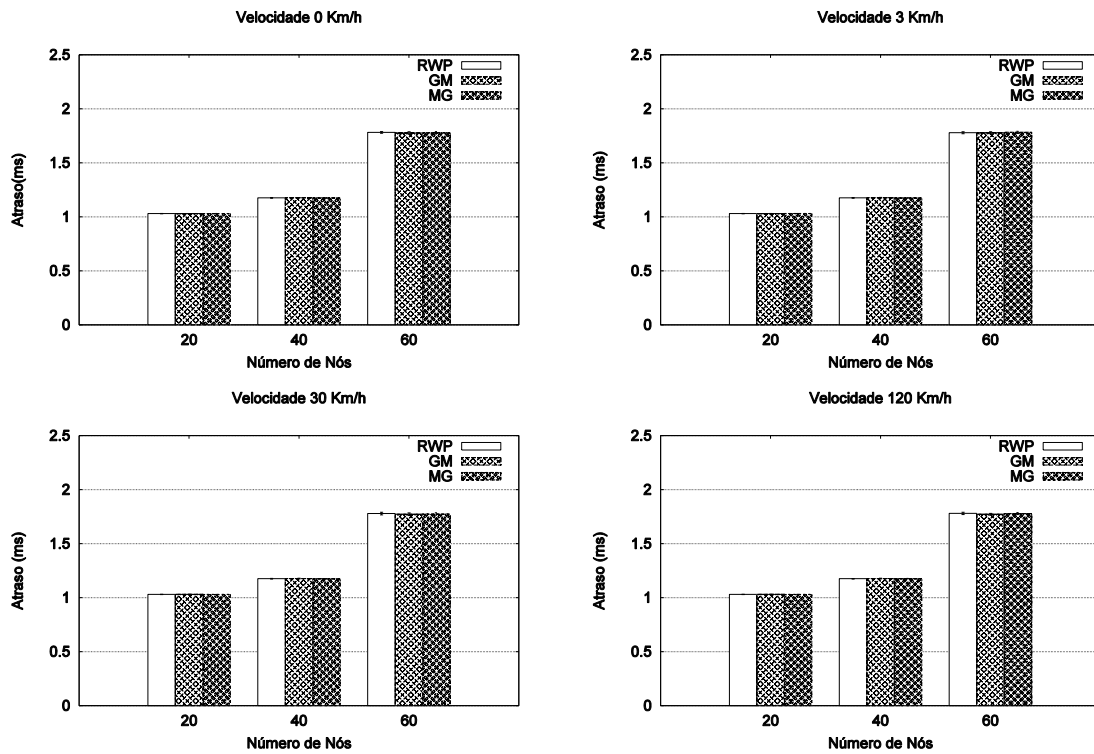 Velocidade 0 Km/h
2.5
2
1.5
1
0.5
0
Atraso(ms)
RWP
GM
MG
20
40
60
Número de Nós
Velocidade 3 Km/h
2.5
2
1.5
1
0.5
0
Atraso (ms)
RWP
GM
MG
20
40
60
Número de Nós
Velocidade 30 Km/h
2.5
2
1.5
1
0.5
0
Atraso (ms)
RWP
GM
MG
20
40
60
Número de Nós
Velocidade 120 Km/h
2.5
2
1.5
1
0.5
0
Atraso (ms)
RWP
GM
MG
20
40
60
Número de Nós